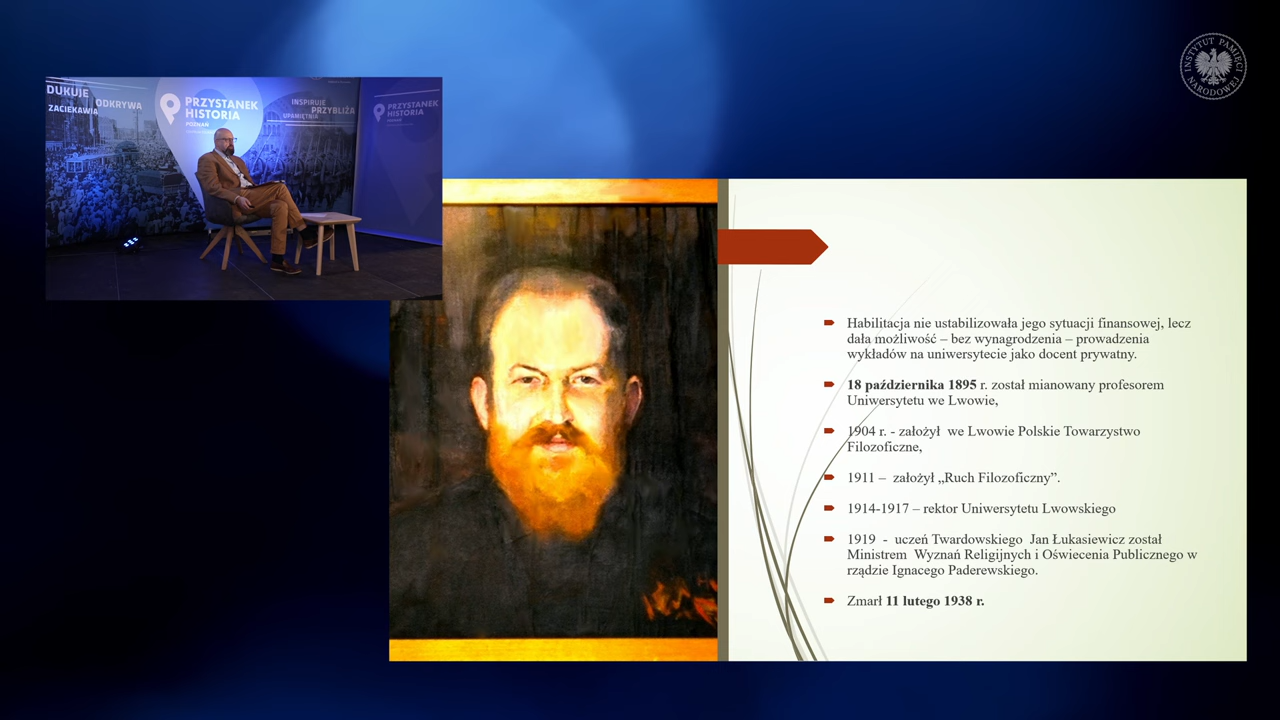 DUKUJE
ZACIEKAWIA
ODKRYWA
PRZYSTANEK
HISTORIA
POZNAŃ
INSPIRUJE
PRZYBLIŻA
UPAMIĘTNIA
PRZYSTANEK
HISTORIA
INSTYTUT PAMIĘCI NARODOWEJ
Habilitacja nie ustabilizowała jego sytuacji finansowej, lecz
dała możliwość – bez wynagrodzenia – prowadzenia
wykładów na uniwersytecie jako docent prywatny.
18 października 1895 r. został mianowany profesorem
Uniwersytetu we Lwowie,
1904 r. - założył we Lwowie Polskie Towarzystwo
Filozoficzne,
1911 – założył „Ruch Filozoficzny”.
1914-1917 – rektor Uniwersytetu Lwowskiego
1919 - uczeń Twardowskiego Jan Łukasiewicz został
Ministrem Wyznań Religijnych i Oświecenia Publicznego w
rządzie Ignacego Paderewskiego.
Zmarł 11 lutego 1938 r.